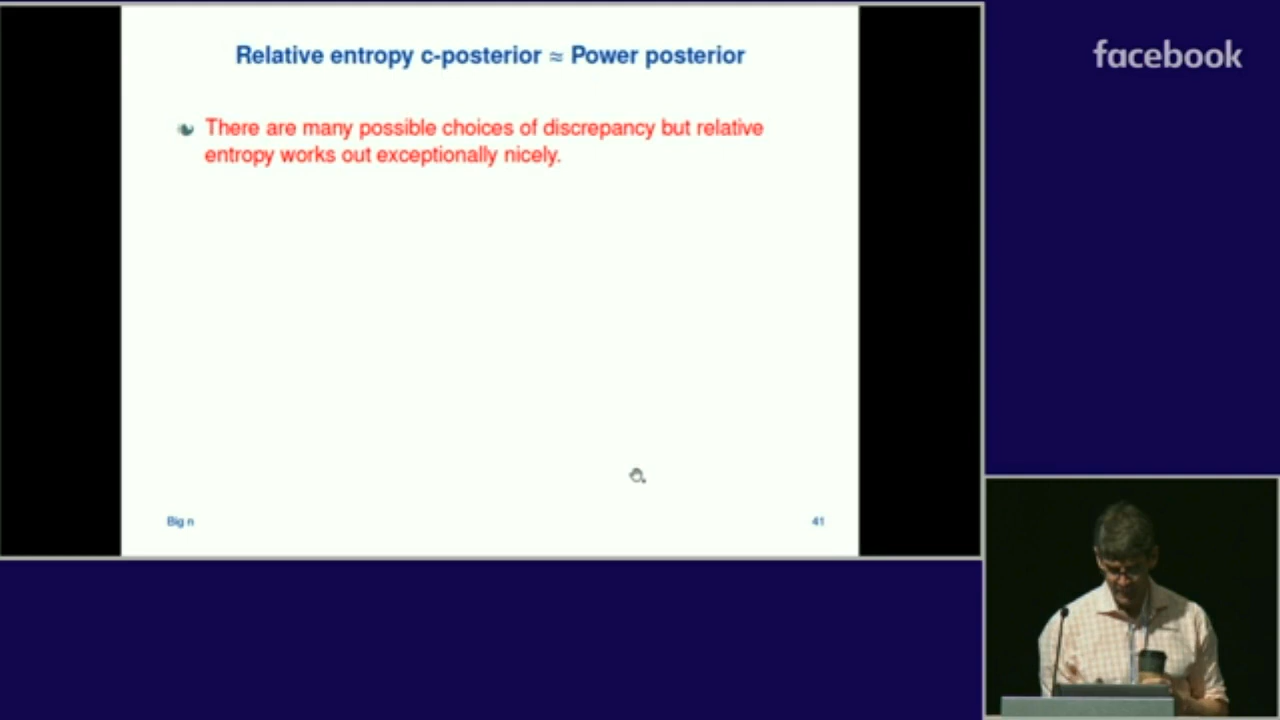 Relative entropy c-posterior ≈ Power posterior
There are many possible choices of discrepancy but relative
entropy works out exceptionally nicely.
Big n
41
facebook